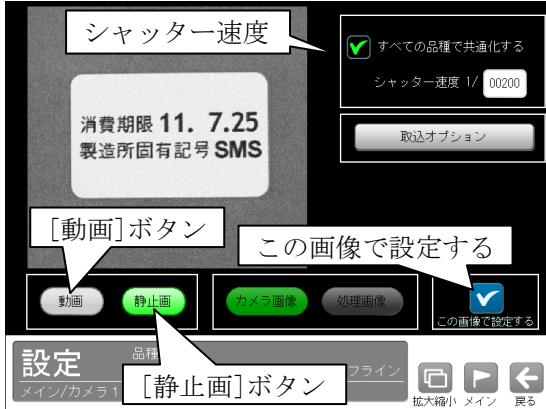 シャッター速度
すべての品種で共通化する
シャッター速度 1/ 00200
消費期限 11. 7.25
製造所固有記号 SMS
取込オプション
[動画]ボタン
この画像で設定する
動画
静止画
カメラ画像
処理画像
この画像で設定する
設定
品種
メイン/カメラ1
フライン
[静止画]ボタン
拡大縮小
メイン
戻る